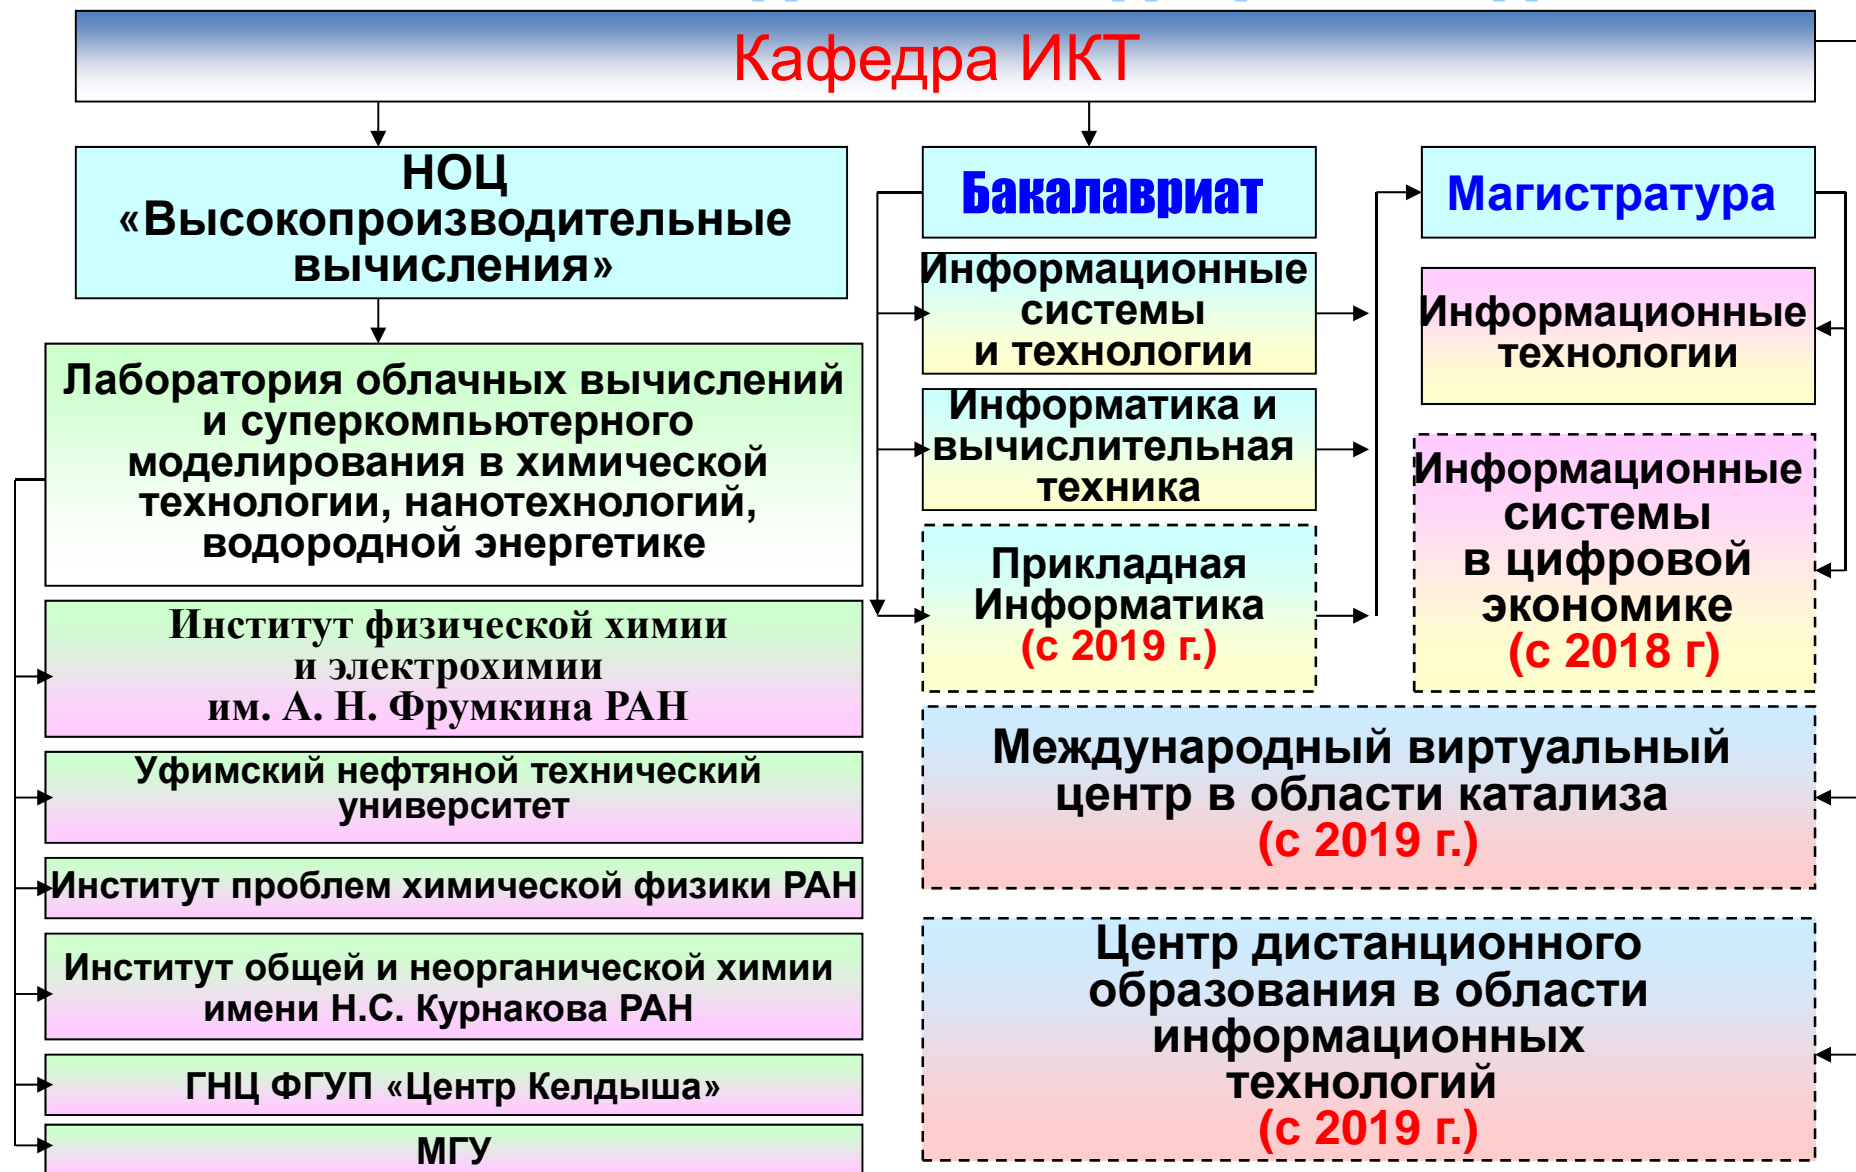 Кафедра ИКТ
НОЦ
«Высокопроизводительные
вычисления»
Лаборатория облачных вычислений
и суперкомпьютерного
моделирования в химической
технологии, нанотехнологий,
водородной энергетике
Институт физической химии
и электрохимии
им. А. Н. Фрумкина РАН
Уфимский нефтяной технический
университет
Институт проблем химической физики РАН
Институт общей и неорганической химии
имени Н.С. Курнакова РАН
ГНЦ ФГУП «Центр Келдыша»
МГУ
Бакалавриат
Информационные
системы
и технологии
Информатика и
вычислительная
техника
Прикладная
Информатика
(с 2019 г.)
Магистратура
Информационные
технологии
Информационные
системы
в цифровой
экономике
(с 2018 г)
Международный виртуальный
центр в области катализа
(с 2019 г.)
Центр дистанционного
образования в области
информационных
технологий
(с 2019 г.)